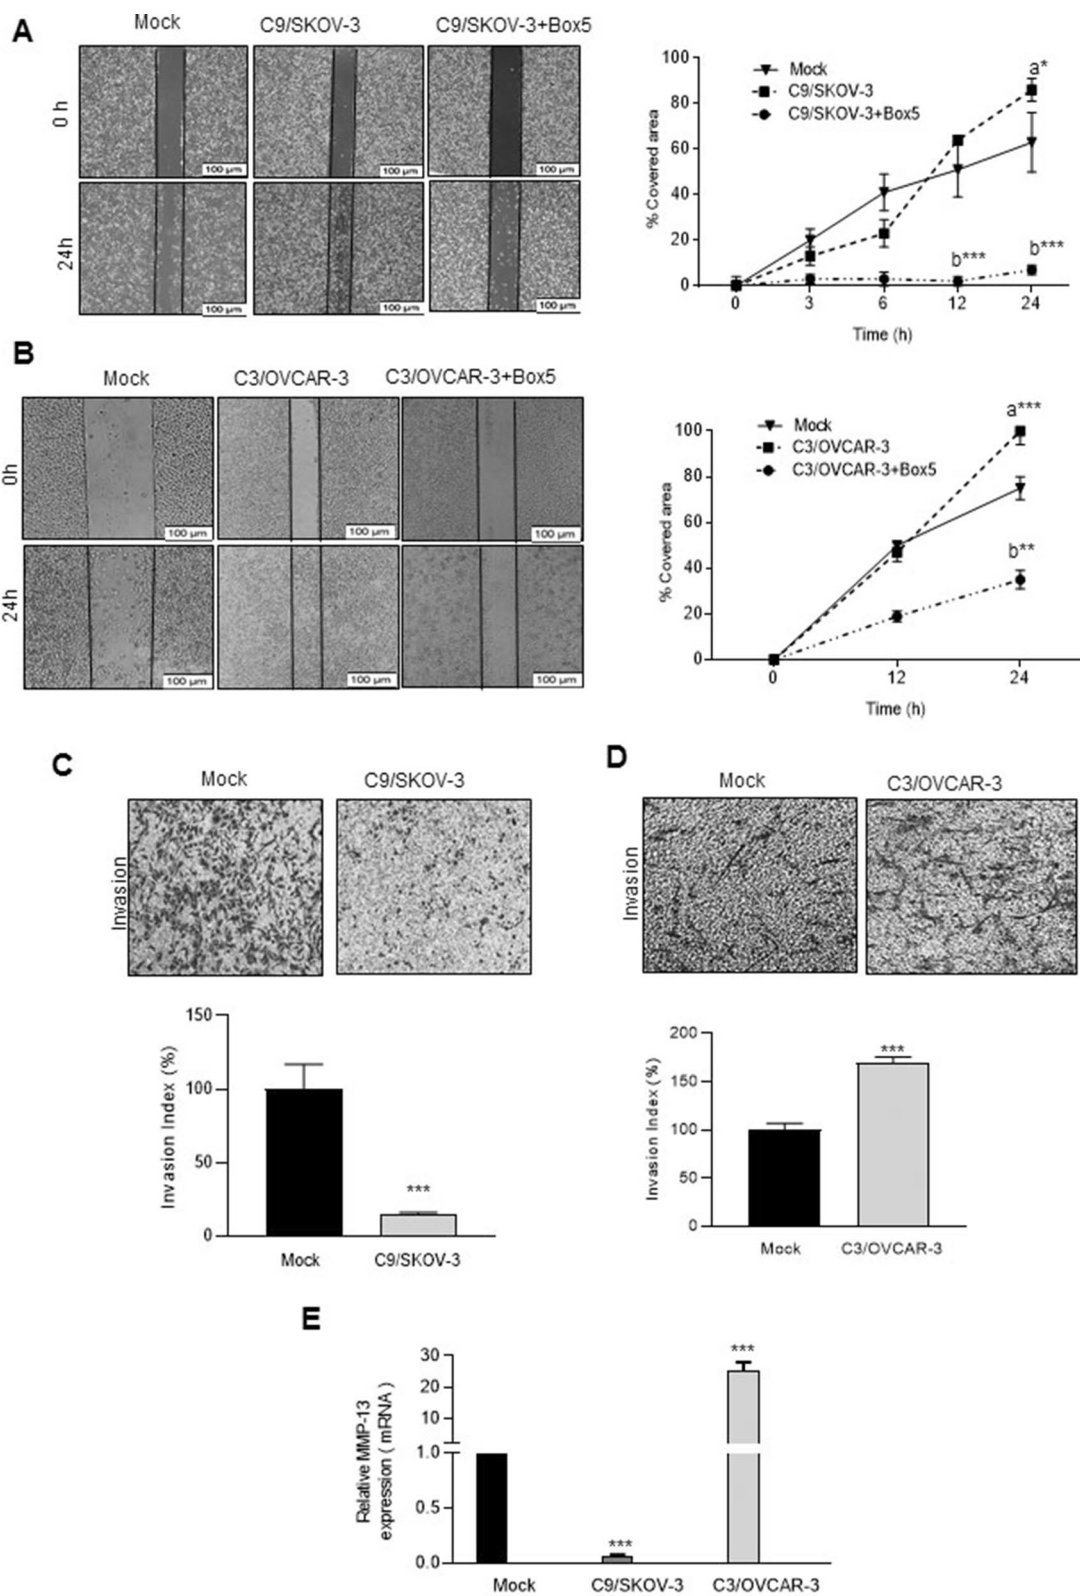 A
Mock
C9/SKOV-3
C9/SKOV-3+Box5
0 h
100 µm
100 µm
100 µm
24h
100 µm
100 µm
100 µm
100
80
60
40
20
0
% Covered area
Mock
C9/SKOV-3
C9/SKOV-3+Box5
a*
b***
b***
0
3
6
12
24
Time (h)
B
Mock
C3/OVCAR-3
C3/OVCAR-3+Box5
0h
100 µm
100 µm
100 µm
24h
100 µm
100 µm
100 µm
100
80
60
40
20
0
% Covered area
Mock
C3/OVCAR-3
C3/OVCAR-3+Box5
a***
b**
0
12
24
Time (h)
C
Mock
C9/SKOV-3
Invasion
150
100
50
0
Invasion Index (%)
***
Mock
C9/SKOV-3
D
Mock
C3/OVCAR-3
Invasion
200
150
100
50
0
Invasion Index (%)
***
Mock
C3/OVCAR-3
E
30
20
10
1.0
0.5
0.0
Relative MMP-13
expression ( mRNA )
***
***
Mock
C9/SKOV-3
C3/OVCAR-3